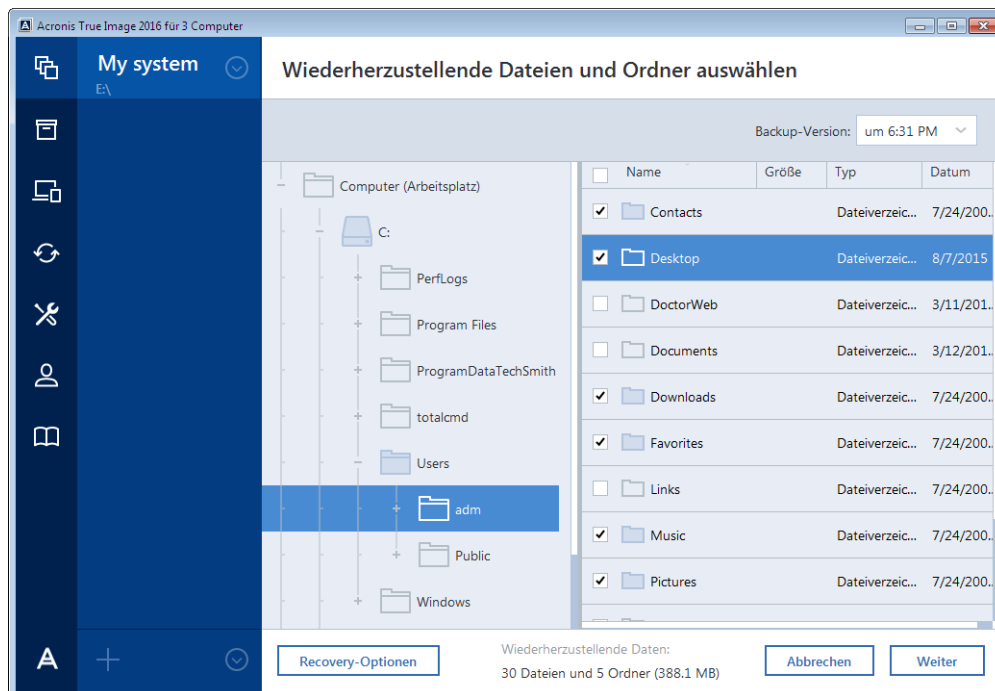 Acronis True Image 2016 für 3 Computer
My system
E:\
Wiederherzustellende Dateien und Ordner auswählen
Backup-Version: um 6:31 PM
Computer (Arbeitsplatz)
C:
PerfLogs
Program Files
ProgramDataTechSmith
totalcmd
Users
adm
Public
Windows
Name Größe Typ Datum
Contacts Dateiverzeic... 7/24/200..
Desktop Dateiverzeic... 8/7/2015
DoctorWeb Dateiverzeic... 3/11/201..
Documents Dateiverzeic... 3/12/201..
Downloads Dateiverzeic... 7/24/200..
Favorites Dateiverzeic... 7/24/200..
Links Dateiverzeic... 7/24/200..
Music Dateiverzeic... 7/24/200..
Pictures Dateiverzeic... 7/24/200..
Recovery-Optionen
Wiederherzustellende Daten:
30 Dateien und 5 Ordner (388.1 MB)
Abbrechen
Weiter